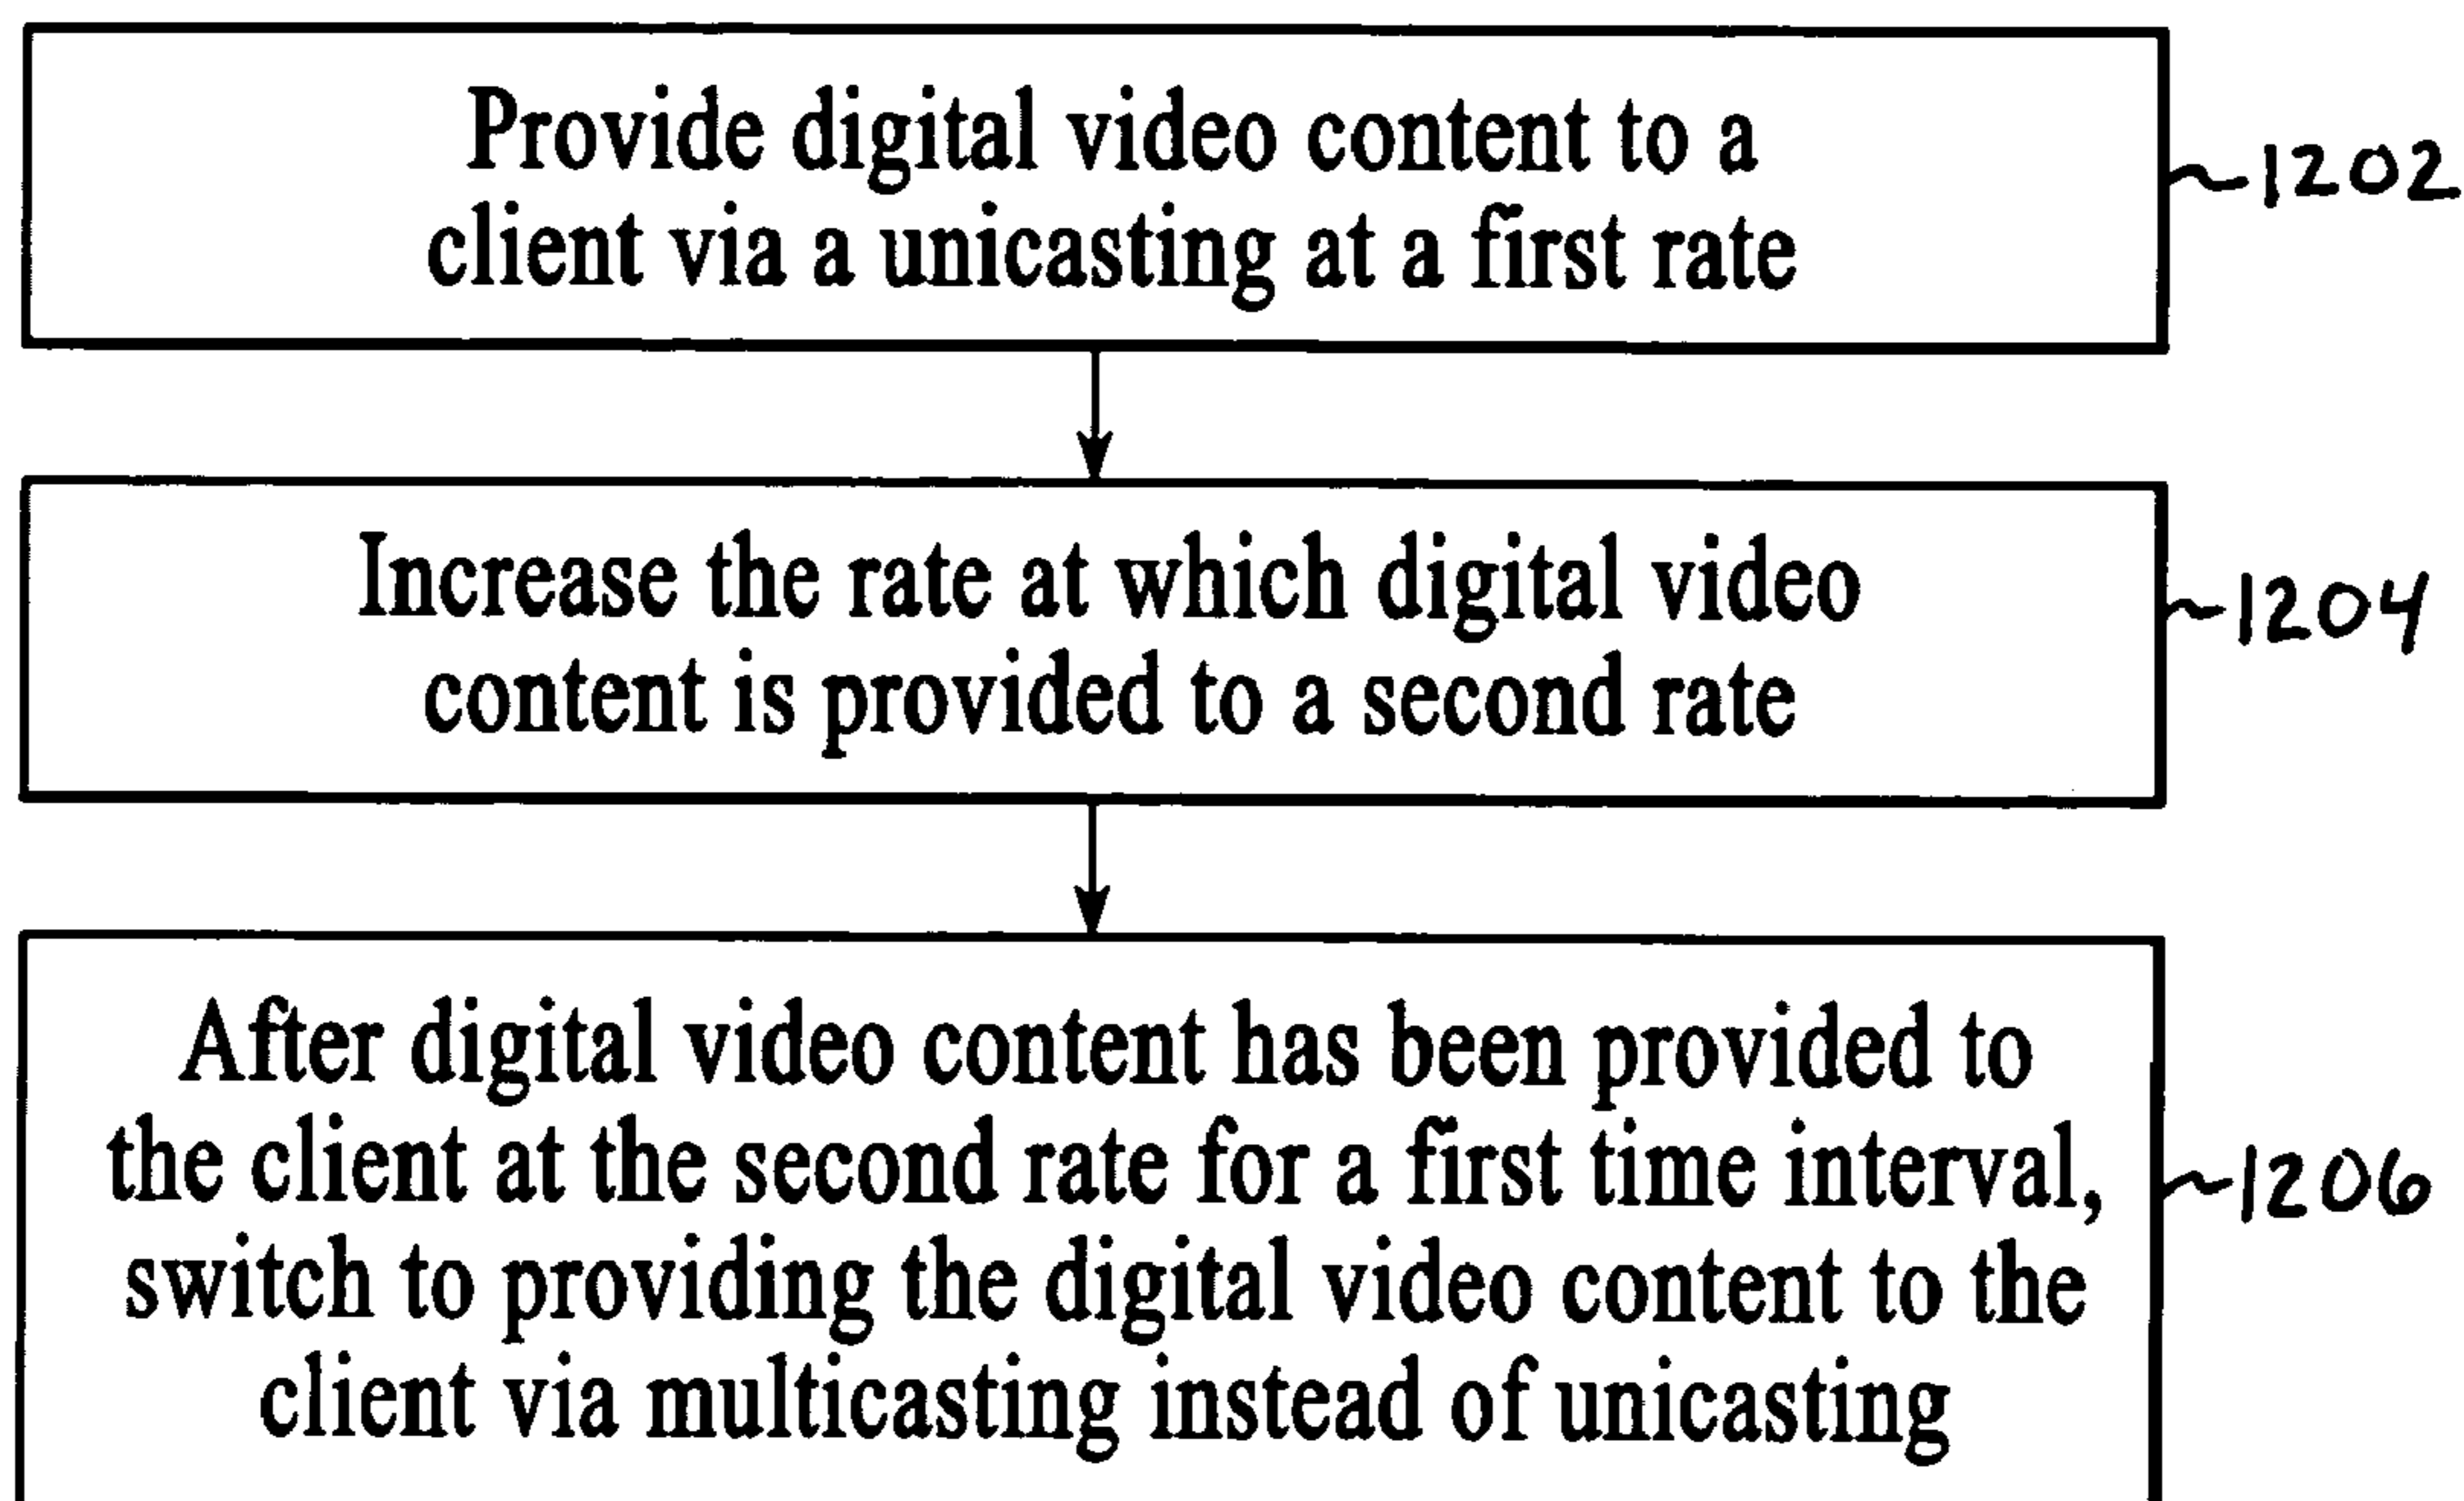 Provide digital video content to a
client via a unicasting at a first rate
1202
Increase the rate at which digital video
content is provided to a second rate
1204
After digital video content has been provided to
the client at the second rate for a first time interval,
switch to providing the digital video content to the
client via multicasting instead of unicasting
1206